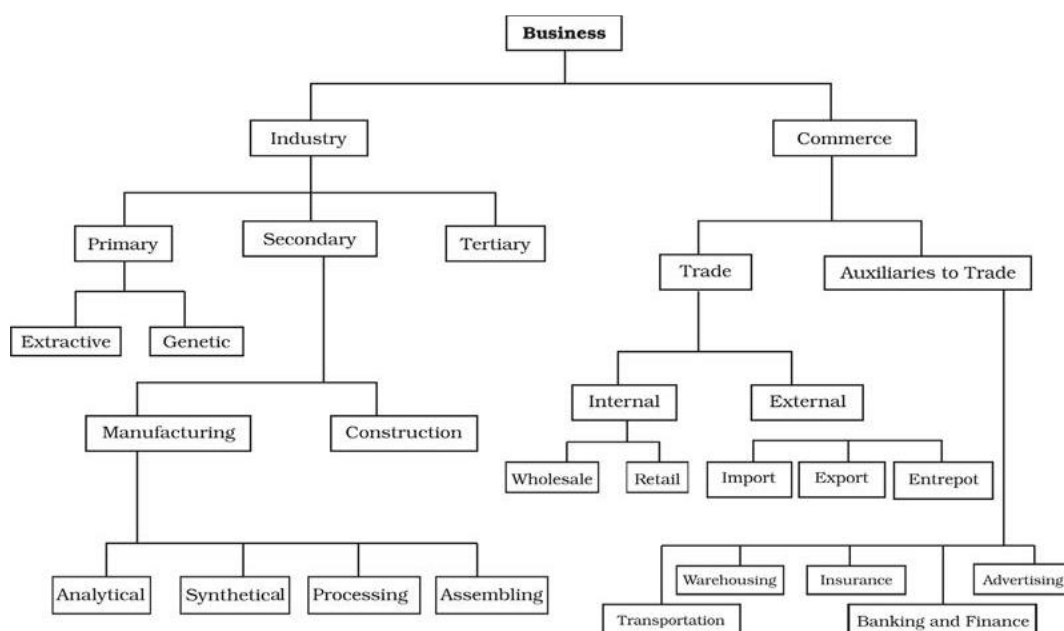 Business
Industry
Commerce
Primary
Secondary
Tertiary
Trade
Auxiliaries to Trade
Extractive
Genetic
Internal
External
Manufacturing
Construction
Wholesale
Retail
Import
Export
Entrepot
Analytical
Synthetical
Processing
Assembling
Warehousing
Insurance
Advertising
Transportation
Banking and Finance